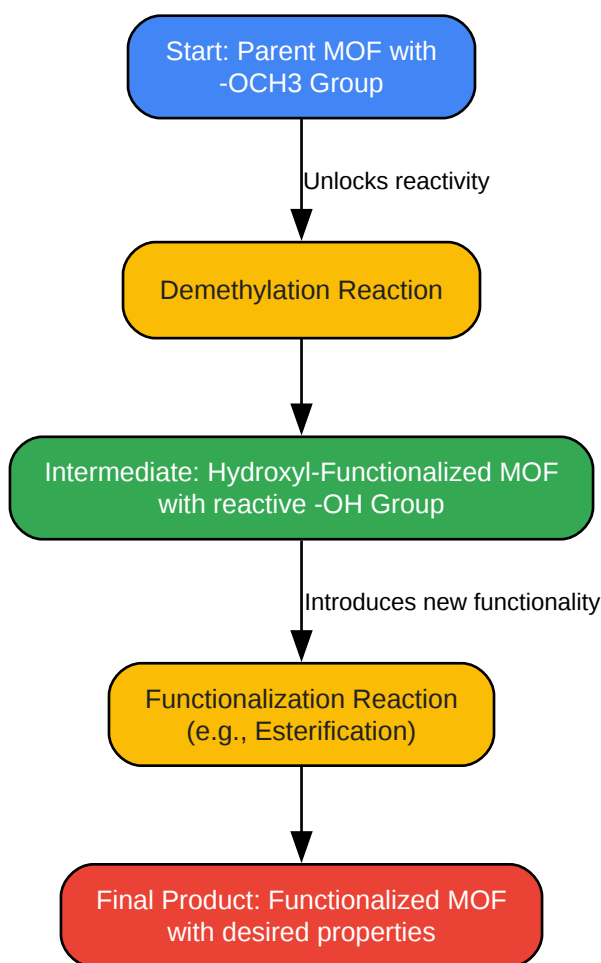 Start: Parent MOF with
-OCH3 Group
Unlocks reactivity
Demethylation Reaction
Intermediate: Hydroxyl-Functionalized MOF
with reactive -OH Group
Introduces new functionality
Functionalization Reaction
(e.g., Esterification)
Final Product: Functionalized MOF
with desired properties